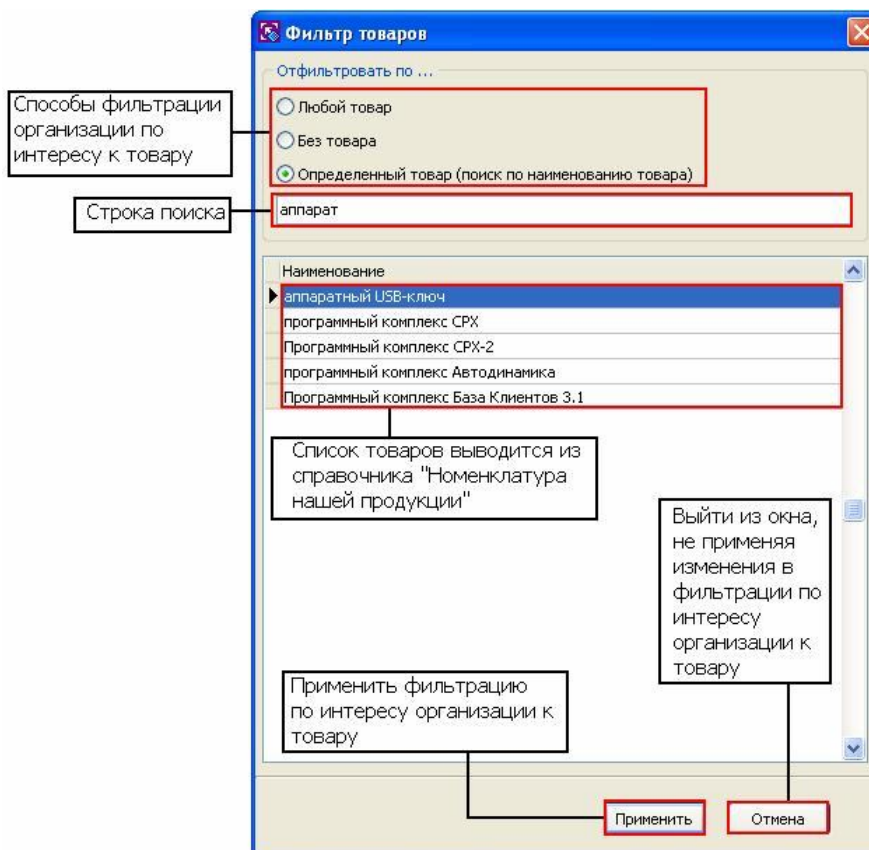 Фильтр товаров
Отфильтровать по ...
Способы фильтрации
организации по
интересу к товару
Любой товар
Без товара
Определенный товар (поиск по наименованию товара)
Строка поиска
аппарат
Наименование
аппаратный USB-ключ
программный комплекс СРХ
Программный комплекс СРХ-2
программный комплекс Автодинамика
Программный комплекс База Клиентов 3.1
Список товаров выводится из
справочника "Номенклатура
нашей продукции"
Выйти из окна,
не применяя
изменения в
фильтрации по
интересу
организации к
товару
Применить фильтрацию
по интересу организации к
товару
Применить
Отмена